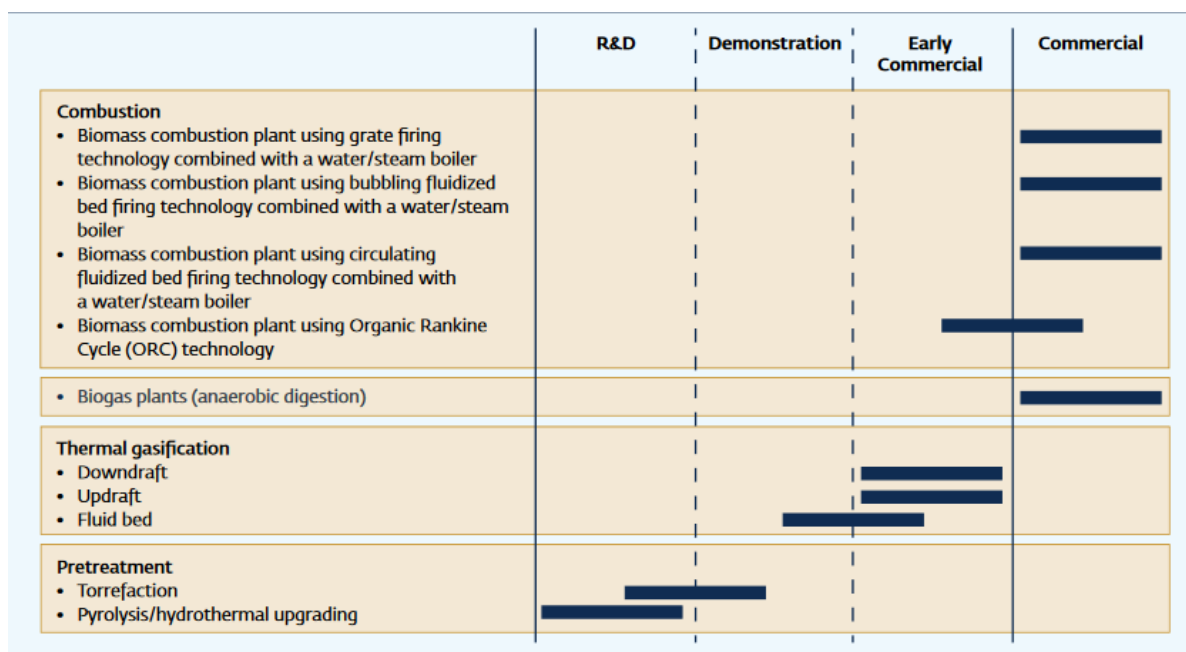 R&D
Demonstration
Early
Commercial
Commercial
Combustion
• Biomass combustion plant using grate firing
technology combined with a water/steam boiler
• Biomass combustion plant using bubbling fluidized
bed firing technology combined with a water/steam
boiler
• Biomass combustion plant using circulating
fluidized bed firing technology combined with
a water/steam boiler
• Biomass combustion plant using Organic Rankine
Cycle (ORC) technology
• Biogas plants (anaerobic digestion)
Thermal gasification
• Downdraft
• Updraft
• Fluid bed
Pretreatment
• Torrefaction
• Pyrolysis/hydrothermal upgrading